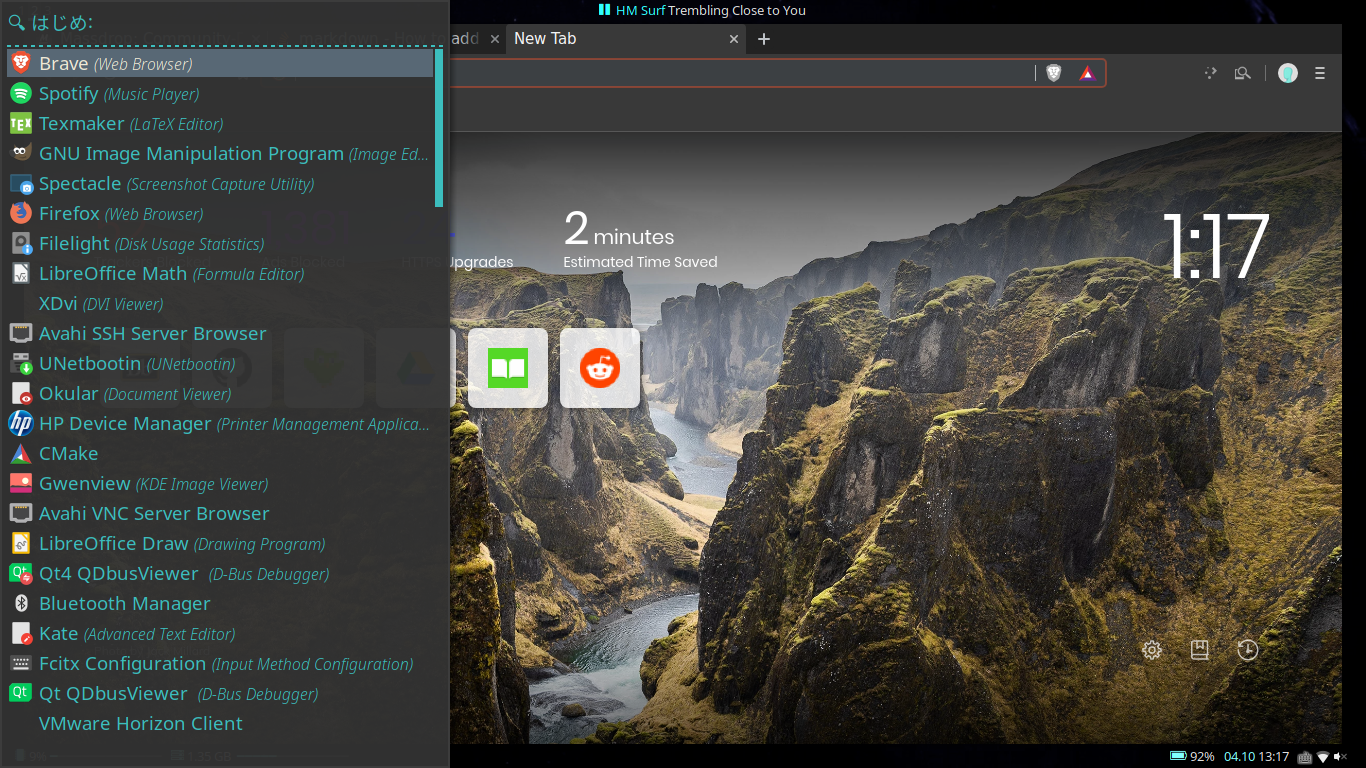 HM Surf Trembling Close to You
はじめ:
add
New Tab
Brave (Web Browser)
Spotify (Music Player)
Texmaker (LaTeX Editor)
GNU Image Manipulation Program (Image Ed...
Spectacle (Screenshot Capture Utility)
Firefox (Web Browser)
Filelight (Disk Usage Statistics)
LibreOffice Math (Formula Editor)
XDvi (DVI Viewer)
Avahi SSH Server Browser
UNetbootin (UNetbootin)
Okular (Document Viewer)
HP Device Manager (Printer Management Applica...
CMake
Gwenview (KDE Image Viewer)
Avahi VNC Server Browser
LibreOffice Draw (Drawing Program)
Qt4 QDbusViewer (D-Bus Debugger)
Bluetooth Manager
Kate (Advanced Text Editor)
Fcitx Configuration (Input Method Configuration)
Qt QDbusViewer (D-Bus Debugger)
VMware Horizon Client
Upgrades
2 minutes
Estimated Time Saved
1:17
92% 04.10 13:17